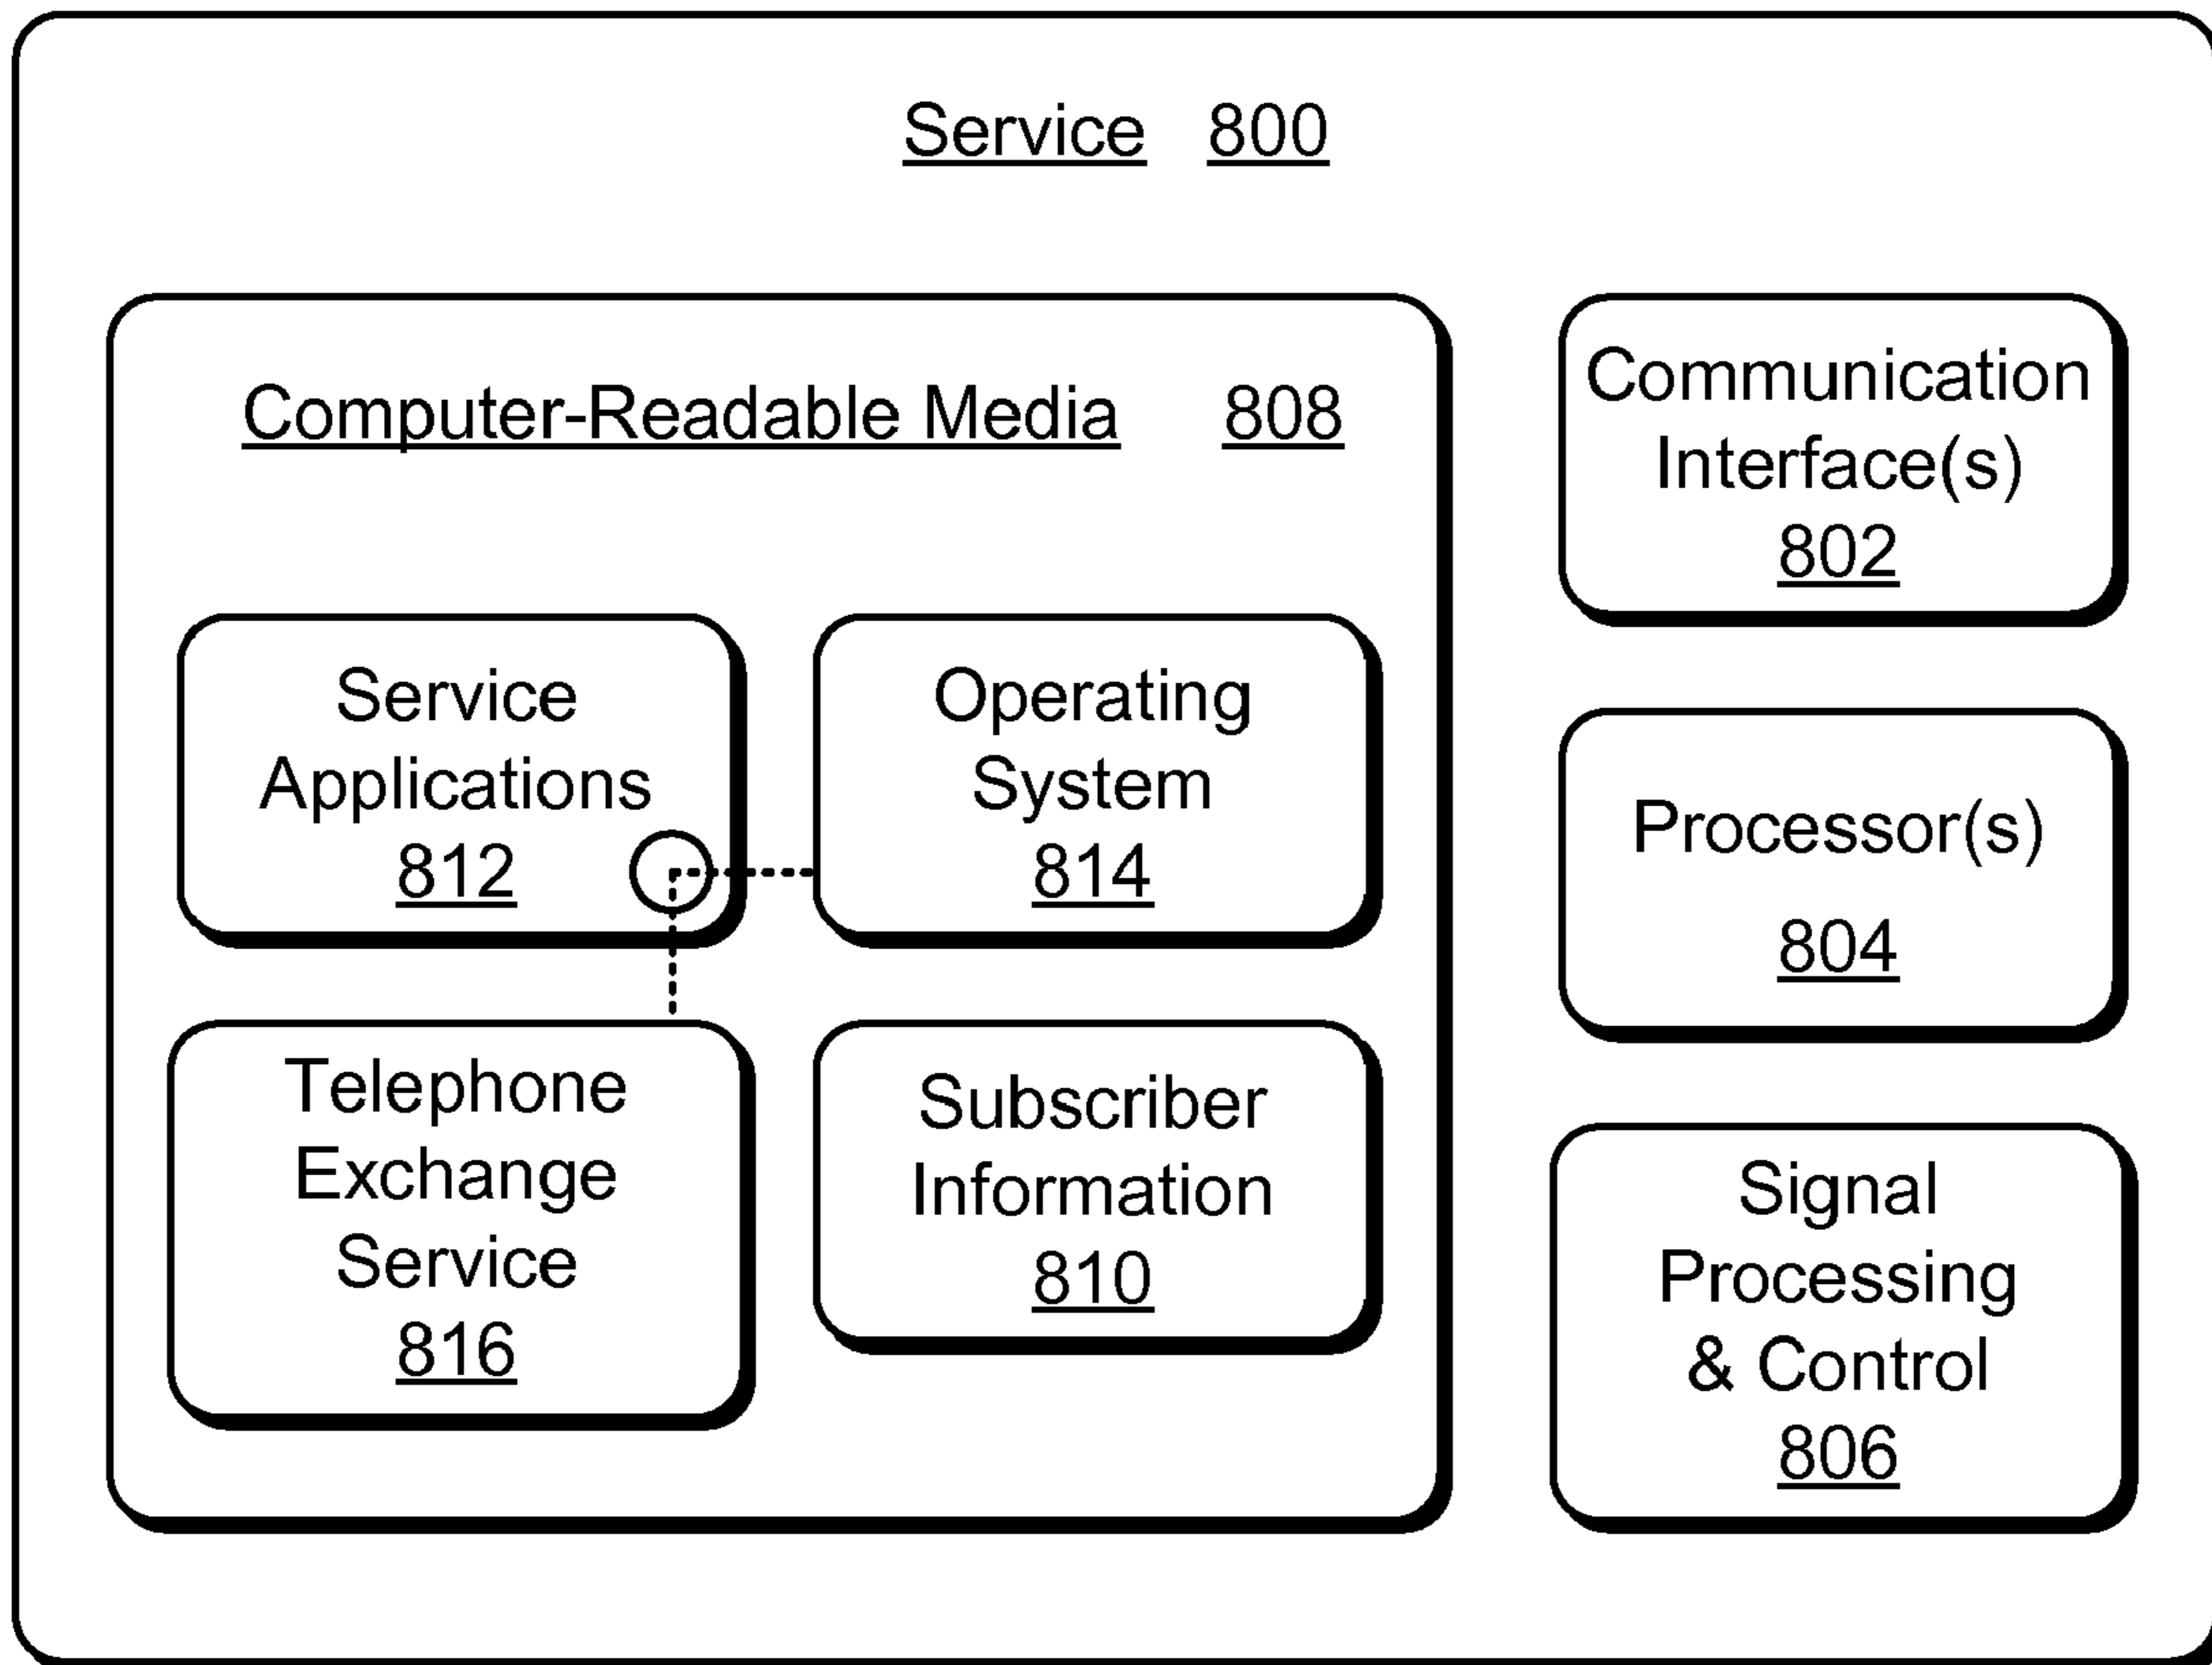 Service 800
Computer-Readable Media 808
Service
Applications
812
Operating
System
814
Telephone
Exchange
Service
816
Subscriber
Information
810
Communication
Interface(s)
802
Processor(s)
804
Signal
Processing
& Control
806